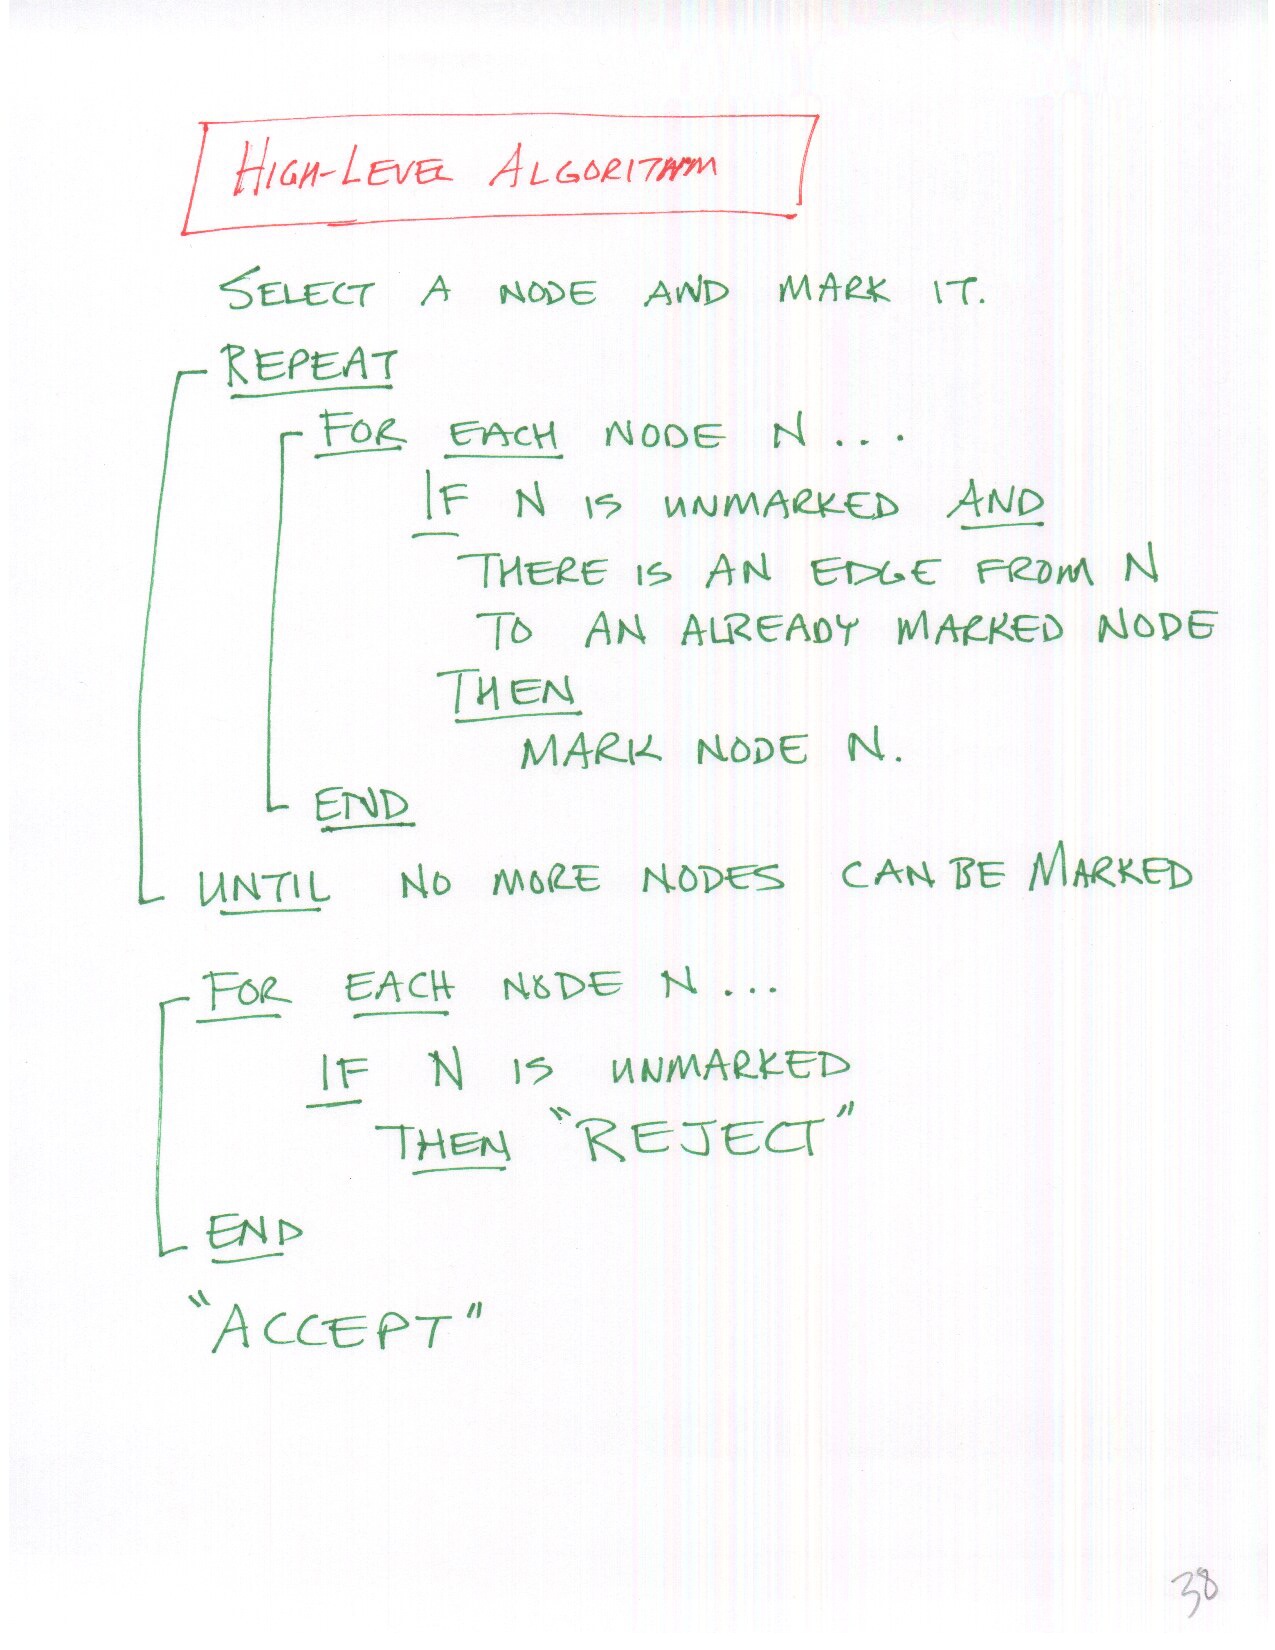 HIGH-LEVEL ALGORITHM
SELECT A NODE AND MARK IT.
REPEAT
FOR EACH NODE N...
IF N IS UNMARKED AND
THERE IS AN EDGE FROM N
TO AN ALREADY MARKED NODE
THEN
MARK NODE N.
END
UNTIL NO MORE NODES CAN BE MARKED
FOR EACH NODE N...
IF N IS UNMARKED
THEN "REJECT"
END
"ACCEPT"
38